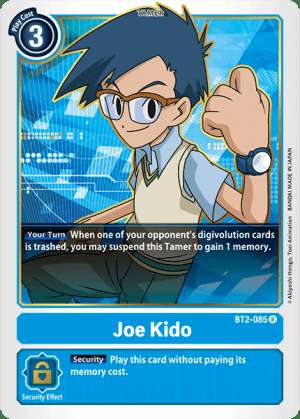 TAMER
Play Cost
3
Your Turn When one of your opponent's digivolution cards
is trashed, you may suspend this Tamer to gain 1 memory.
©Akiyoshi Hongo, Toei Animation BANDAI MADE IN JAPAN
BT2-085 R
Joe Kido
Security Play this card without paying its
memory cost.
Security Effect